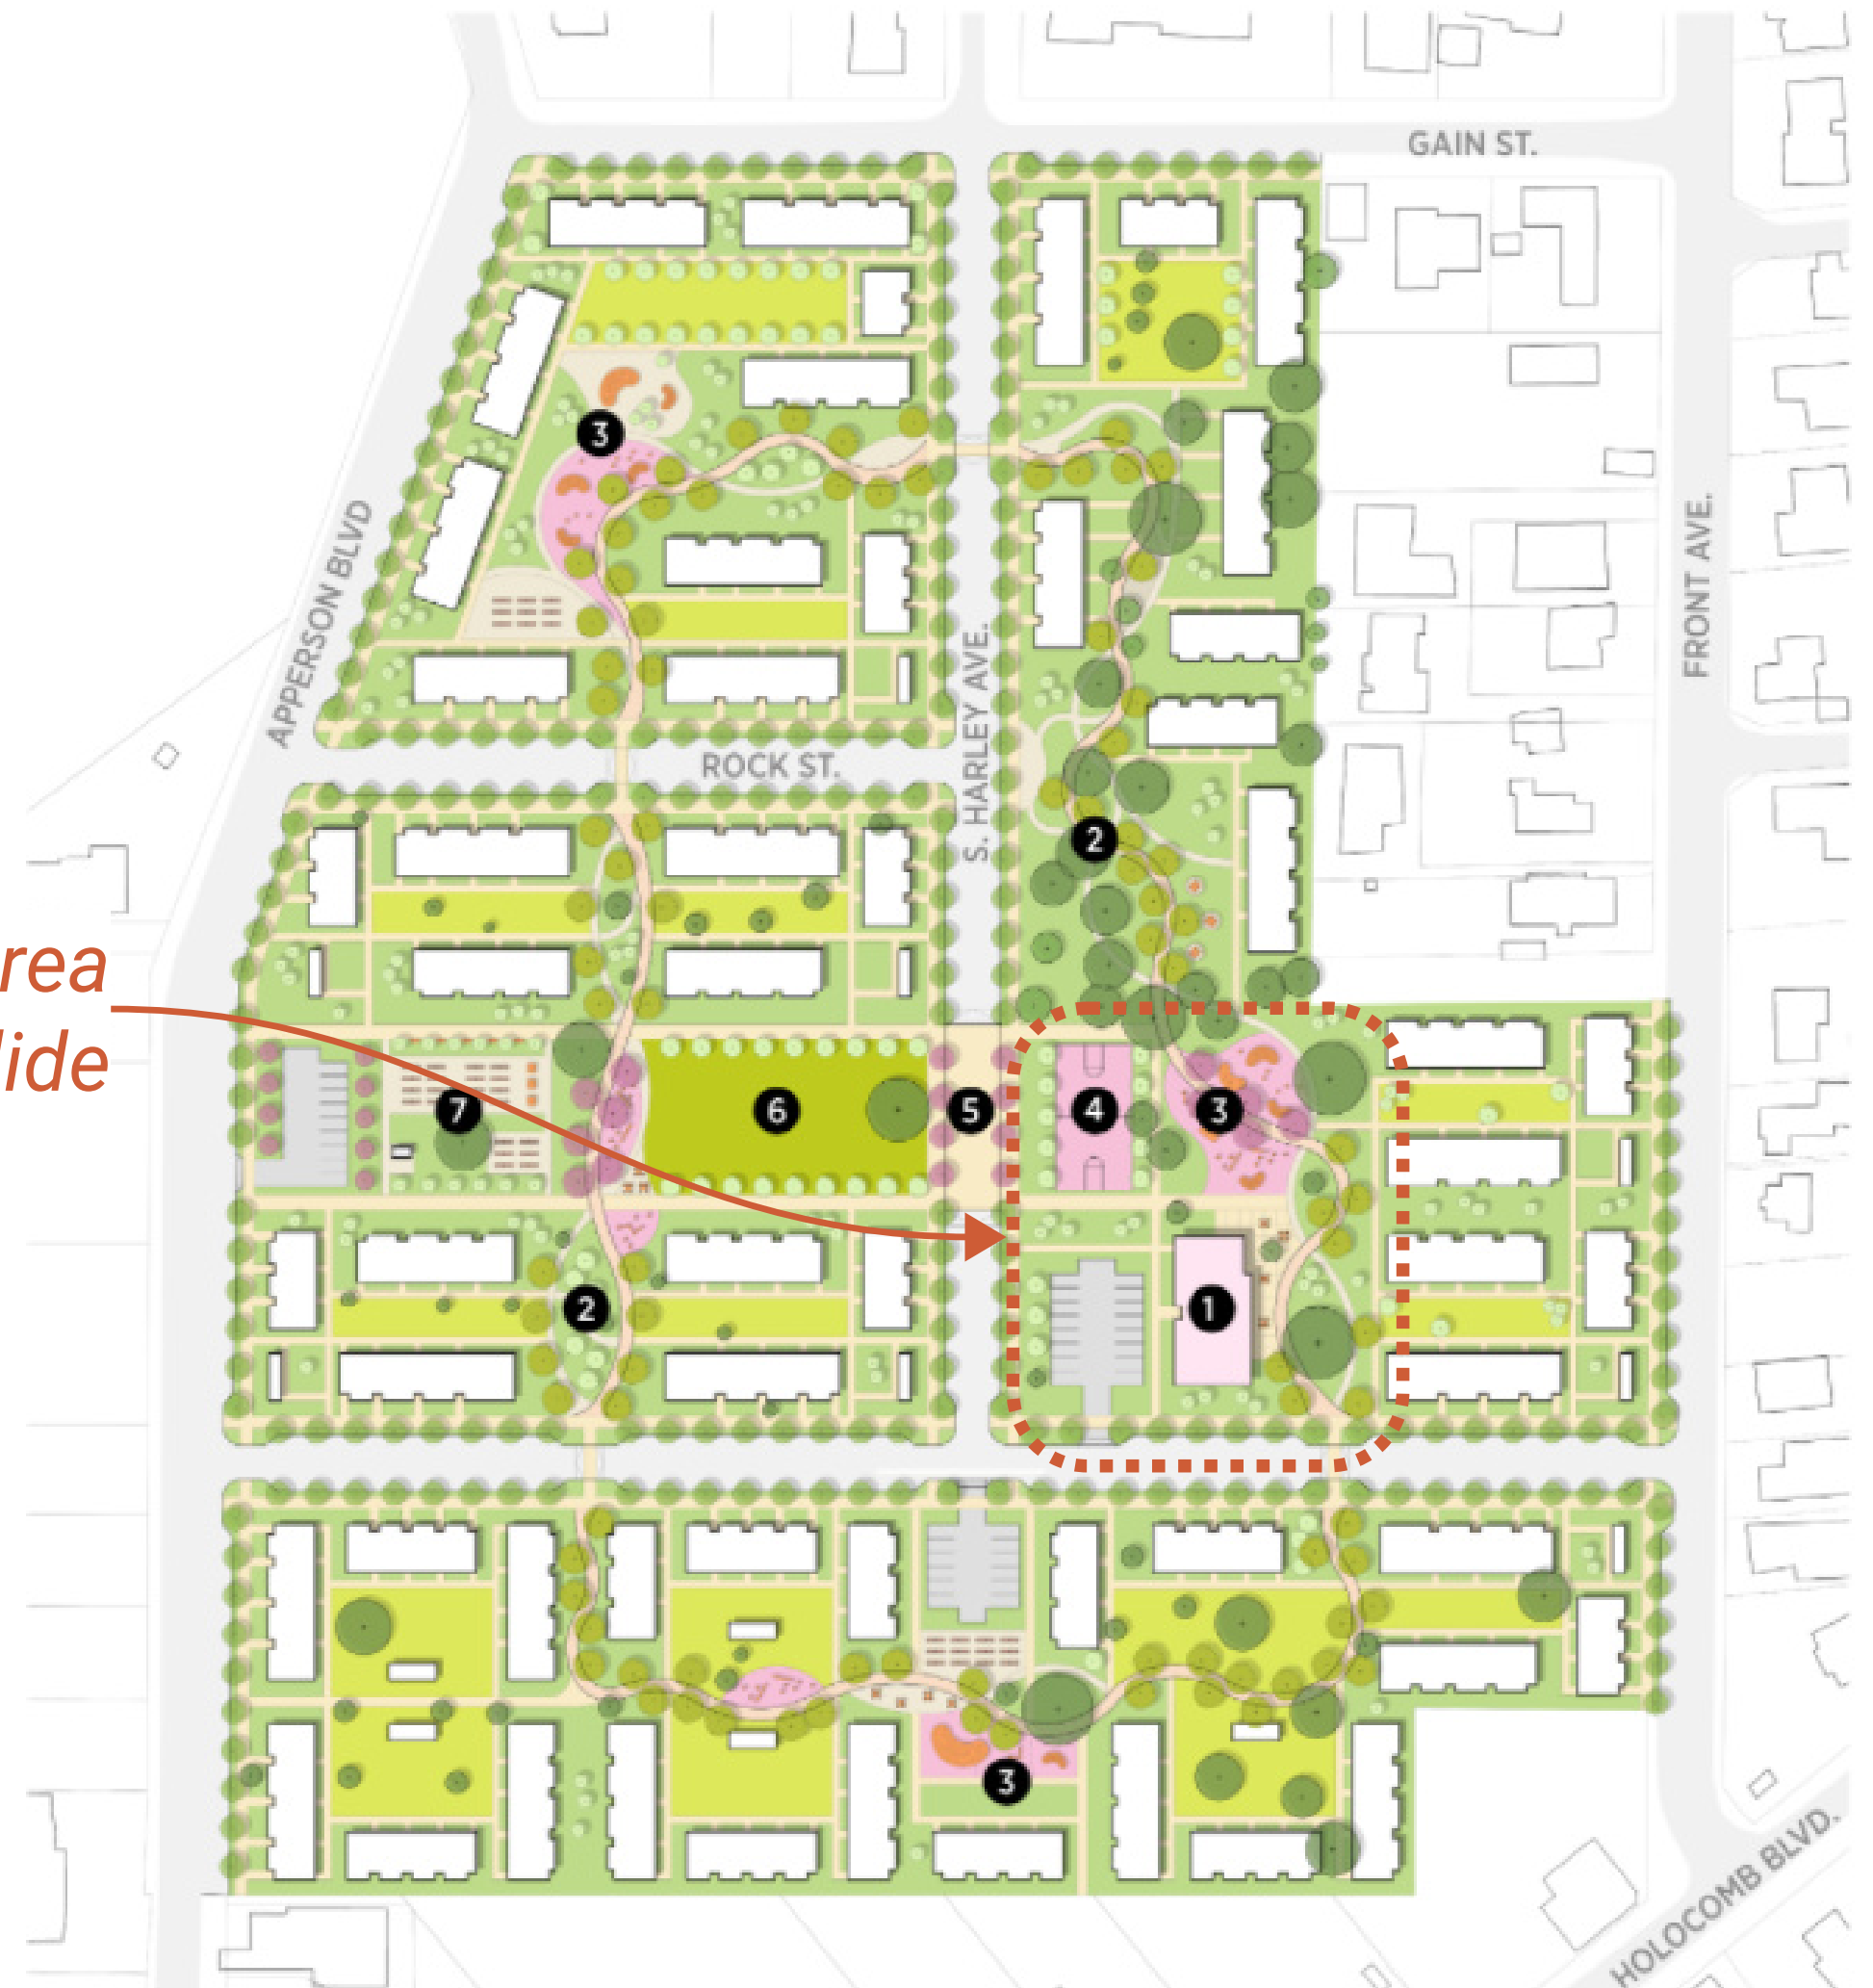 GAIN ST.
3
APPERSON BLVD
FRONT AVE.
S. HARLEY AVE.
ROCK ST.
2
rea
lide
7
6
5
4
3
2
1
3
HOLOCOMB BLVD.